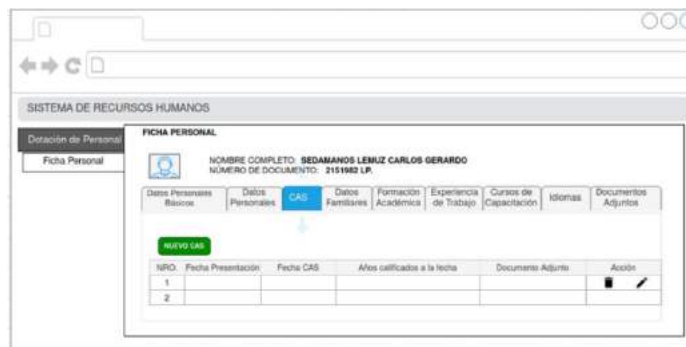 SISTEMA DE RECURSOS HUMANOS
Dotación de Personal
Ficha Personal
FICHA PERSONAL
NOMBRE COMPLETO: SEDAMANOS LEMUZ CARLOS GERARDO
NÚMERO DE DOCUMENTO: 2151982 LP.
Datos Personales Básicos
Datos Personales
CAS
Datos Familiares
Formación Académica
Experiencia de Trabajo
Cursos de Capacitación
Idiomas
Documentos Adjuntos
NUEVO CAS
NRO. Fecha Presentación Fecha CAS Años calificados a la fecha Documento Adjunto Acción
1
2